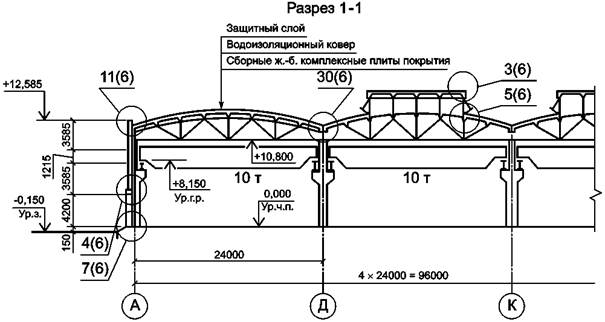 Разрез 1-1
Защитный слой
Водоизоляционный ковер
Сборные ж.-б. комплексные плиты покрытия
+12,585
11(6)
30(6)
3(6)
5(6)
3585
1215
3585
4200
150
+10,800
+8,150
Ур.г.р.
10 т
10 т
0,000
Ур.ч.п.
-0,150
Ур.з.
4(6)
7(6)
24000
4 × 24000 = 96000
А
Д
К